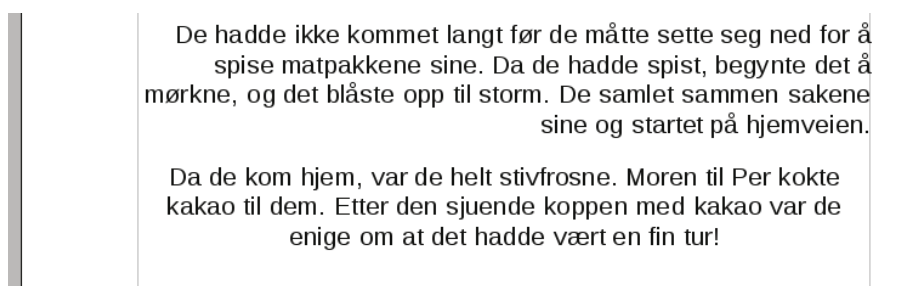 De hadde ikke kommet langt før de måtte sette seg ned for å
spise matpakkene sine. Da de hadde spist, begynte det å
mørkne, og det blåste opp til storm. De samlet sammen sakene
sine og startet på hjemveien.
Da de kom hjem, var de helt stivfrosne. Moren til Per kokte
kakao til dem. Etter den sjuende koppen med kakao var de
enige om at det hadde vært en fin tur!